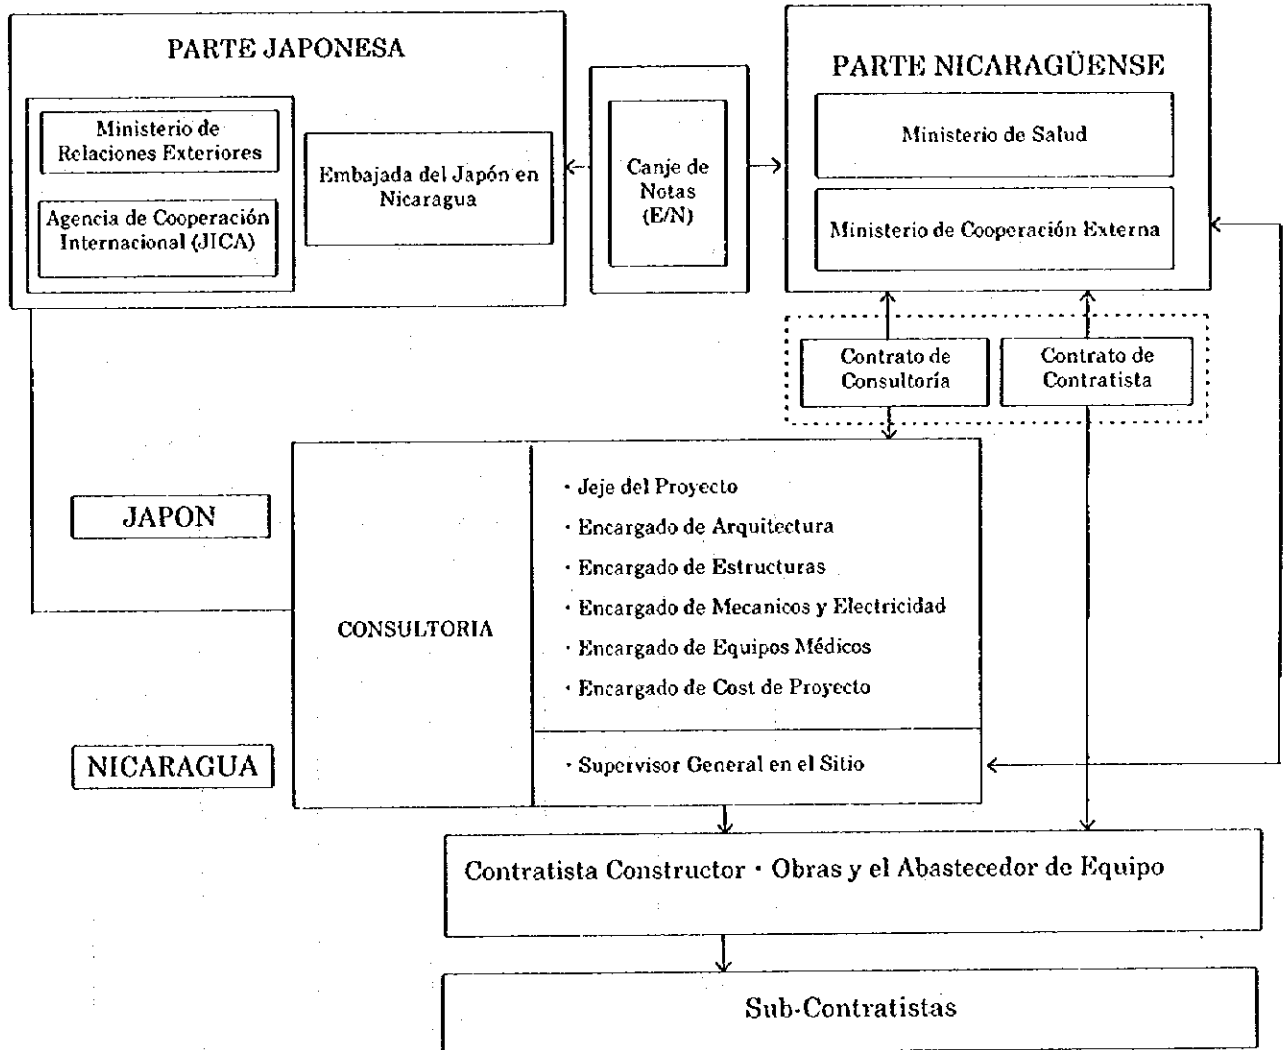 PARTE JAPONESA
Ministerio de
Relaciones Exteriores
Agencia de Cooperación
Internacional (JICA)
Embajada del Japón en
Nicaragua
Canje de
Notas
(E/N)
PARTE NICARAGÜENSE
Ministerio de Salud
Ministerio de Cooperación Externa
Contrato de
Consultoría
Contrato de
Contratista
JAPON
NICARAGUA
CONSULTORIA
· Jeje del Proyecto
· Encargado de Arquitectura
· Encargado de Estructuras
· Encargado de Mecanicos y Electricidad
· Encargado de Equipos Médicos
· Encargado de Cost de Proyecto
· Supervisor General en el Sitio
Contratista Constructor · Obras y el Abastecedor de Equipo
Sub-Contratistas